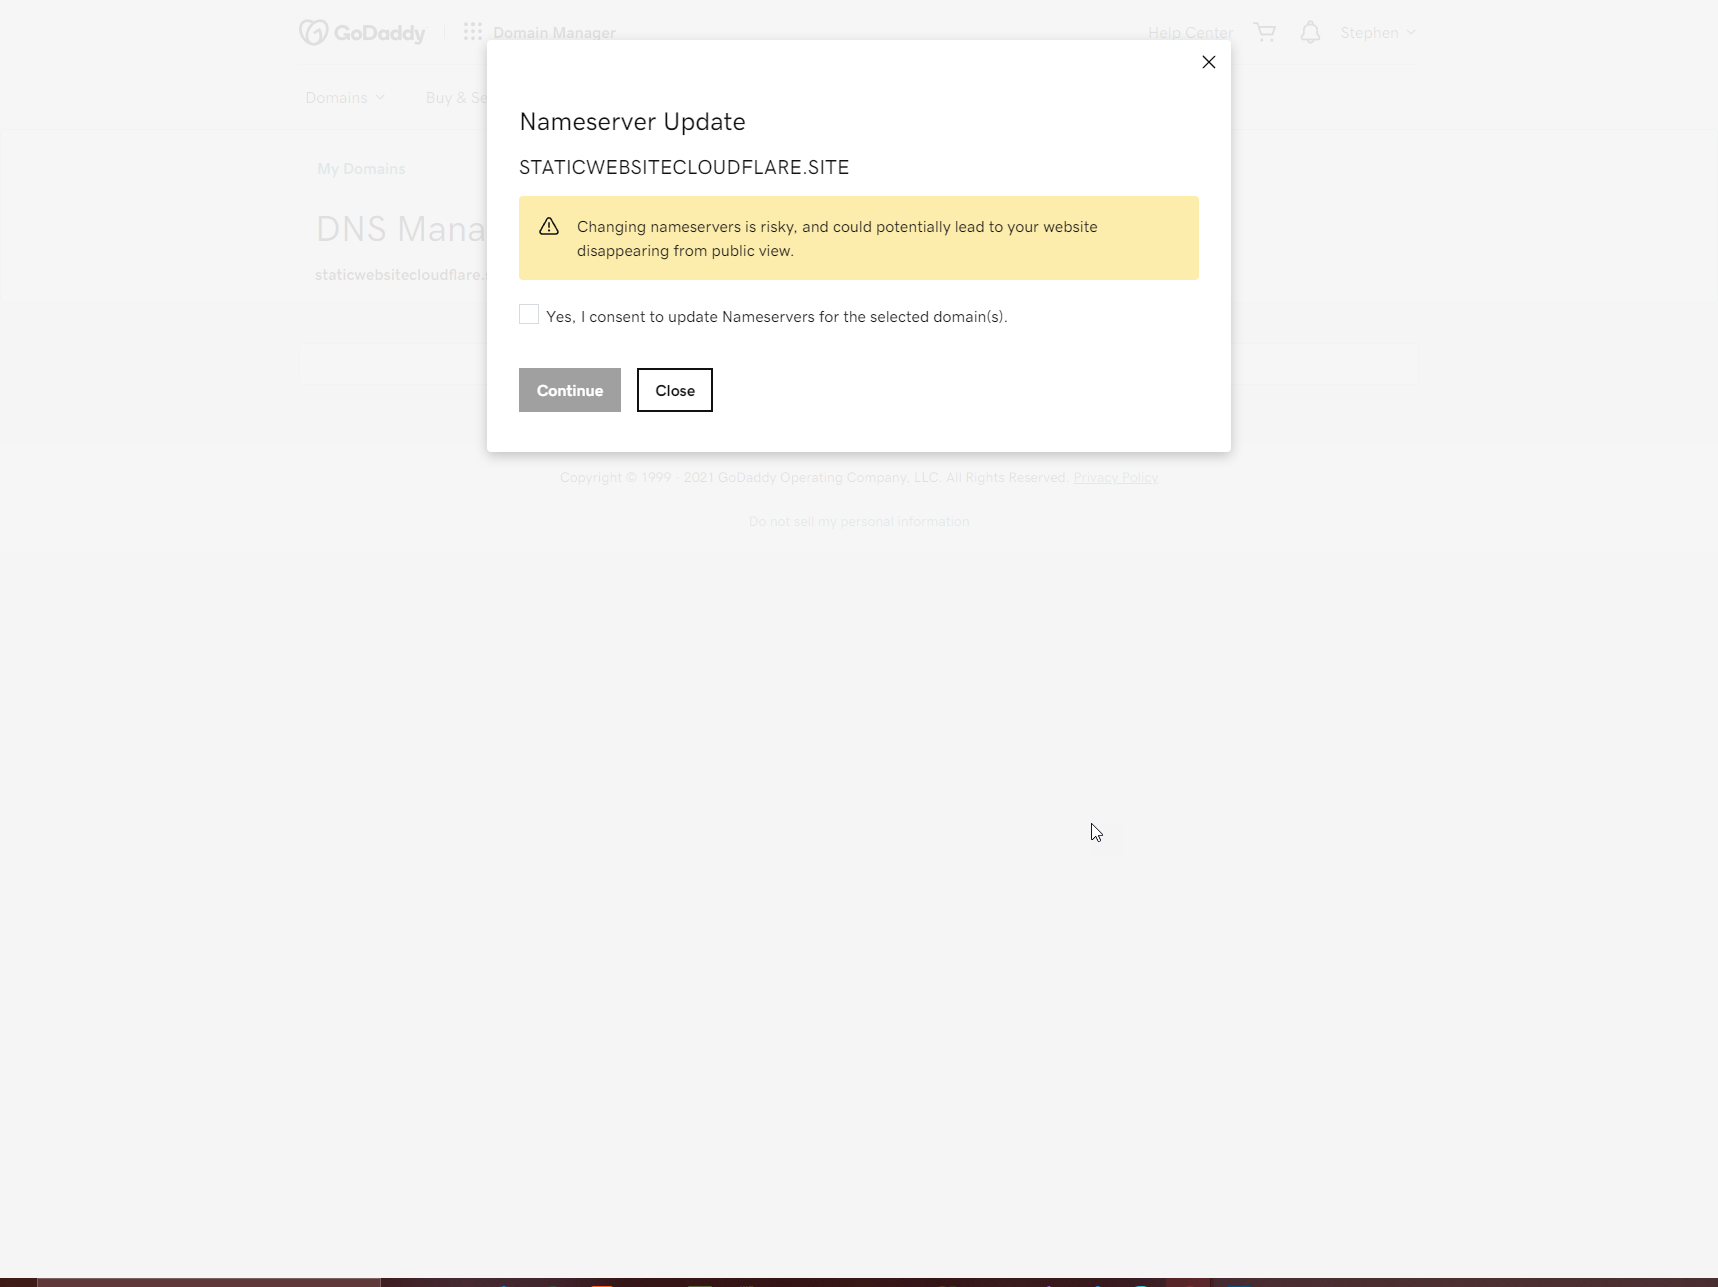 GoDaddy
Domain Manager
Help Center
Stephen
Domains
Buy & Se
My Domains
DNS Mana
staticwebsitecloudflare.s
Nameserver Update
STATICWEBSITECLOUDFLARE.SITE
Changing nameservers is risky, and could potentially lead to your website
disappearing from public view.
Yes, I consent to update Nameservers for the selected domain(s).
Continue
Close
Copyright © 1999 - 2021 GoDaddy Operating Company, LLC. All Rights Reserved. Privacy Policy
Do not sell my personal information